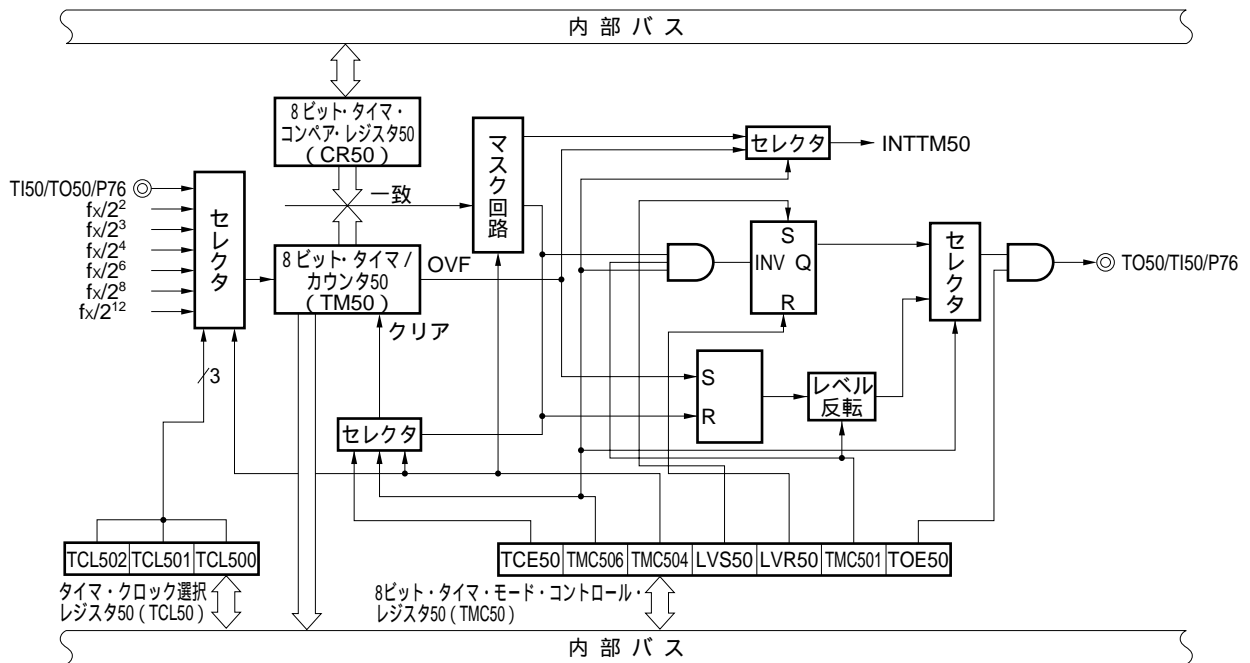 内部バス
8ビット・タイマ・
コンペア・レジスタ50
(CR50)
マスク回路
セレクタ
INTTM50
TI50/TO50/P76
fx/2²
fx/2³
fx/2⁴
fx/2⁶
fx/2⁸
fx/2¹²
セレクタ
一致
8ビット・タイマ/
カウンタ50
(TM50)
OVF
クリア
S
INV Q
R
セレクタ
TO50/TI50/P76
3
セレクタ
S
R
レベル
反転
TCL502 TCL501 TCL500
タイマ・クロック選択
レジスタ50(TCL50)
TCE50 TMC506 TMC504 LVS50 LVR50 TMC501 TOE50
8ビット・タイマ・モード・コントロール・
レジスタ50(TMC50)
内部バス